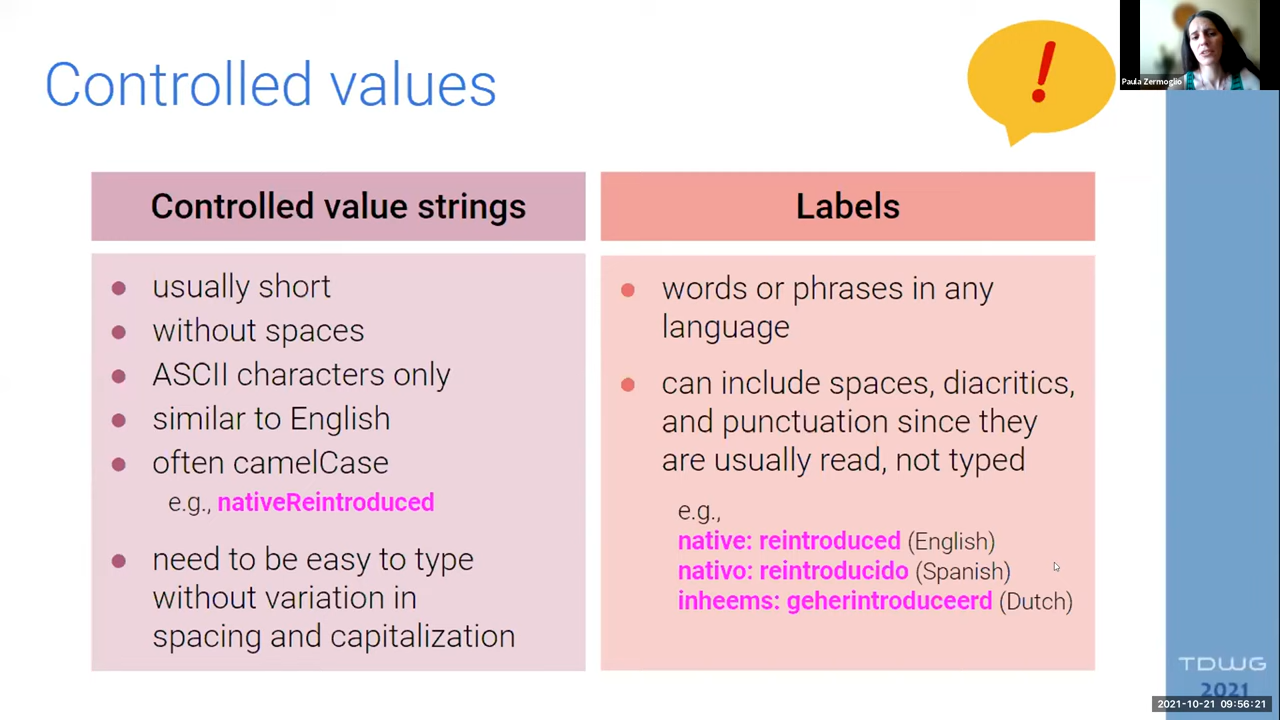 Controlled values
!
Paula Zermoglio
Controlled value strings
usually short
without spaces
ASCII characters only
similar to English
often camelCase
e.g., nativeReintroduced
need to be easy to type
without variation in
spacing and capitalization
Labels
words or phrases in any
language
can include spaces, diacritics,
and punctuation since they
are usually read, not typed
e.g.,
native: reintroduced (English)
nativo: reintroducido (Spanish)
inheems: geherintroduceerd (Dutch)
TDWG
2021
2021-10-21 09:56:21